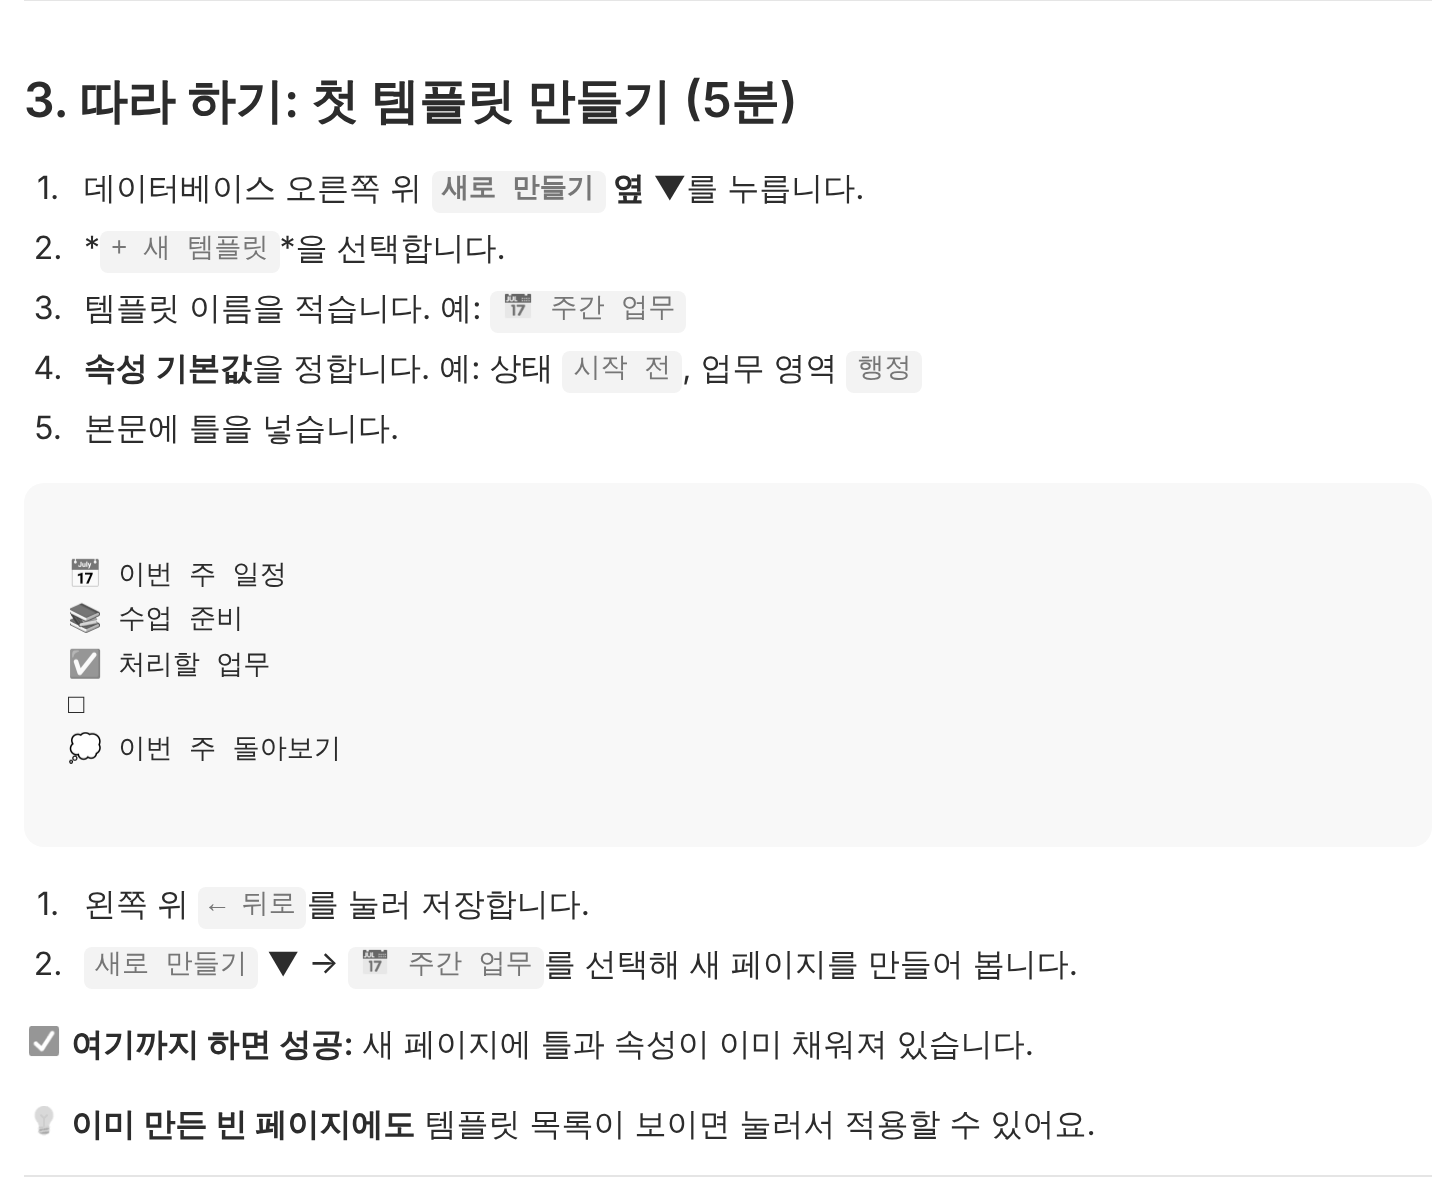 3. 따라 하기: 첫 템플릿 만들기 (5분)
1. 데이터베이스 오른쪽 위 새로 만들기 옆 ▼를 누릅니다.
2. *+ 새 템플릿*을 선택합니다.
3. 템플릿 이름을 적습니다. 예: 📅 주간 업무
4. 속성 기본값을 정합니다. 예: 상태 시작 전, 업무 영역 행정
5. 본문에 틀을 넣습니다.
📅 이번 주 일정
📚 수업 준비
☑️ 처리할 업무
□
💭 이번 주 돌아보기
1. 왼쪽 위 ← 뒤로를 눌러 저장합니다.
2. 새로 만들기 ▼ → 📅 주간 업무를 선택해 새 페이지를 만들어 봅니다.
☑️ 여기까지 하면 성공: 새 페이지에 틀과 속성이 이미 채워져 있습니다.
💡 이미 만든 빈 페이지에도 템플릿 목록이 보이면 눌러서 적용할 수 있어요.